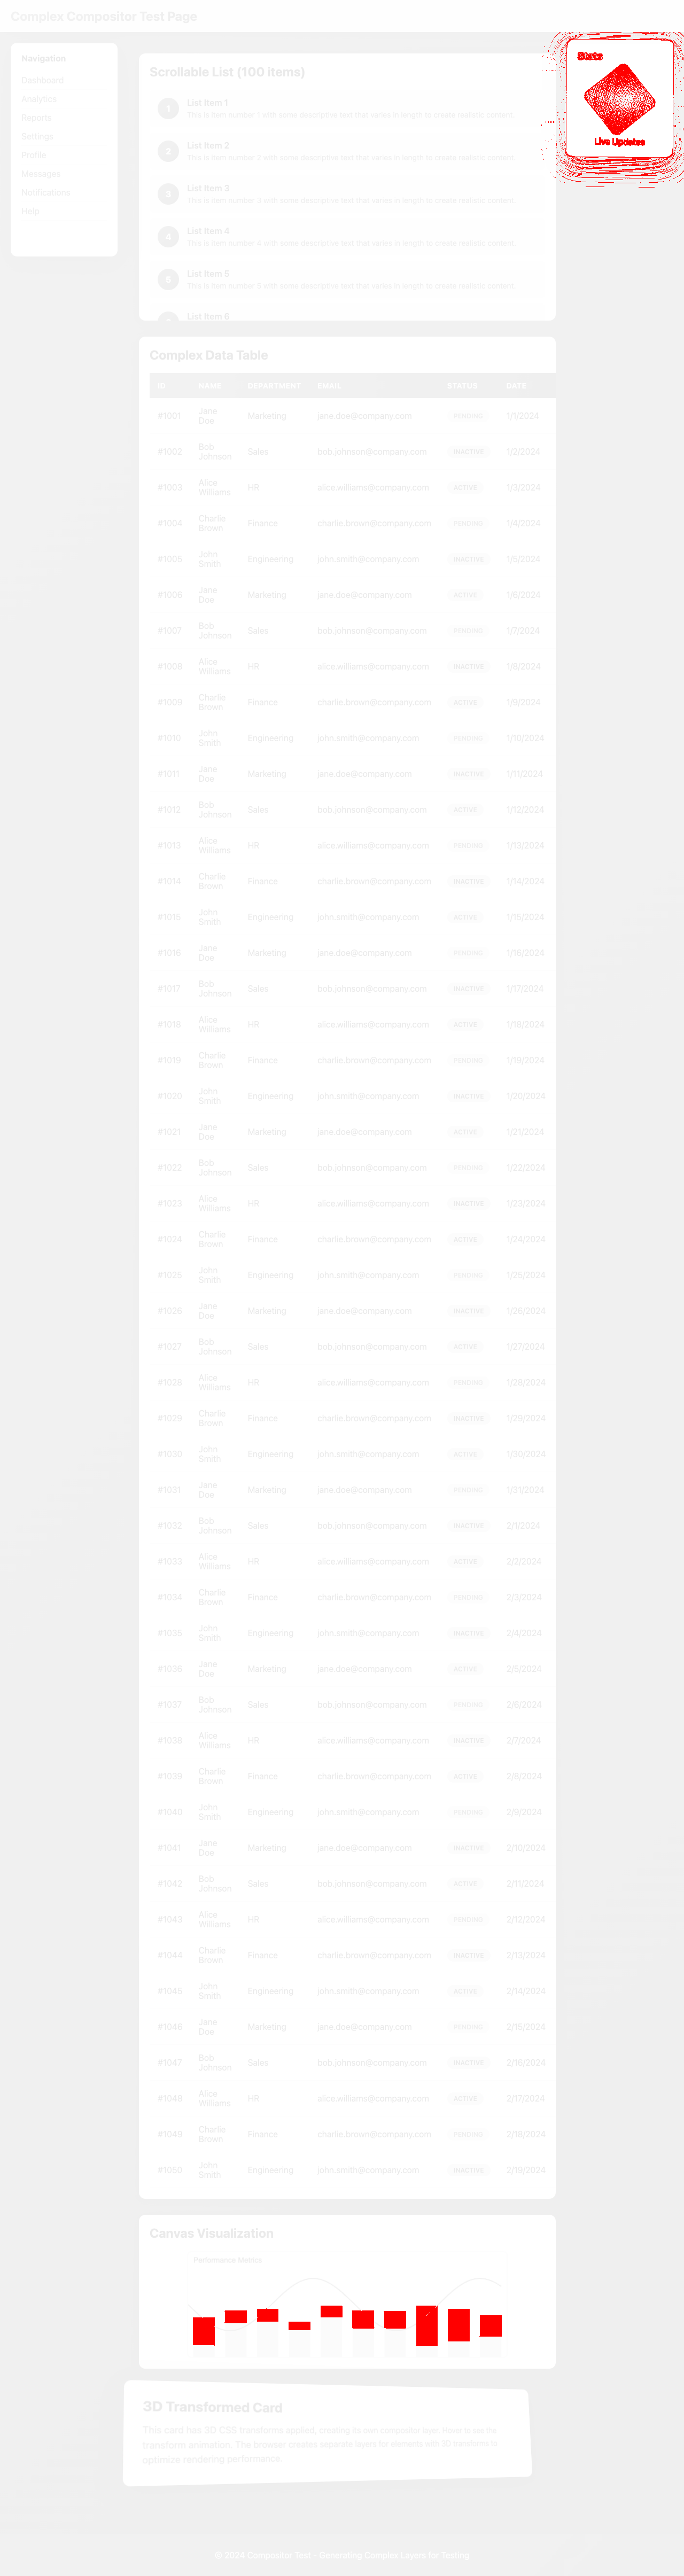 Complex Compositor Test Page
Navigation
Dashboard
Analytics
Reports
Settings
Profile
Messages
Notifications
Help
Scrollable List (100 items)
1
List Item 1
This is item number 1 with some descriptive text that varies in length to create realistic content.
2
List Item 2
This is item number 2 with some descriptive text that varies in length to create realistic content.
3
List Item 3
This is item number 3 with some descriptive text that varies in length to create realistic content.
4
List Item 4
This is item number 4 with some descriptive text that varies in length to create realistic content.
5
List Item 5
This is item number 5 with some descriptive text that varies in length to create realistic content.
List Item 6
Stats
Live Updates
Complex Data Table
ID NAME DEPARTMENT EMAIL STATUS DATE
#1001 Jane Doe Marketing jane.doe@company.com PENDING 1/1/2024
#1002 Bob Johnson Sales bob.johnson@company.com INACTIVE 1/2/2024
#1003 Alice Williams HR alice.williams@company.com ACTIVE 1/3/2024
#1004 Charlie Brown Finance charlie.brown@company.com PENDING 1/4/2024
#1005 John Smith Engineering john.smith@company.com INACTIVE 1/5/2024
#1006 Jane Doe Marketing jane.doe@company.com ACTIVE 1/6/2024
#1007 Bob Johnson Sales bob.johnson@company.com PENDING 1/7/2024
#1008 Alice Williams HR alice.williams@company.com INACTIVE 1/8/2024
#1009 Charlie Brown Finance charlie.brown@company.com ACTIVE 1/9/2024
#1010 John Smith Engineering john.smith@company.com PENDING 1/10/2024
#1011 Jane Doe Marketing jane.doe@company.com INACTIVE 1/11/2024
#1012 Bob Johnson Sales bob.johnson@company.com ACTIVE 1/12/2024
#1013 Alice Williams HR alice.williams@company.com PENDING 1/13/2024
#1014 Charlie Brown Finance charlie.brown@company.com INACTIVE 1/14/2024
#1015 John Smith Engineering john.smith@company.com ACTIVE 1/15/2024
#1016 Jane Doe Marketing jane.doe@company.com PENDING 1/16/2024
#1017 Bob Johnson Sales bob.johnson@company.com INACTIVE 1/17/2024
#1018 Alice Williams HR alice.williams@company.com ACTIVE 1/18/2024
#1019 Charlie Brown Finance charlie.brown@company.com PENDING 1/19/2024
#1020 John Smith Engineering john.smith@company.com INACTIVE 1/20/2024
#1021 Jane Doe Marketing jane.doe@company.com ACTIVE 1/21/2024
#1022 Bob Johnson Sales bob.johnson@company.com PENDING 1/22/2024
#1023 Alice Williams HR alice.williams@company.com INACTIVE 1/23/2024
#1024 Charlie Brown Finance charlie.brown@company.com ACTIVE 1/24/2024
#1025 John Smith Engineering john.smith@company.com PENDING 1/25/2024
#1026 Jane Doe Marketing jane.doe@company.com INACTIVE 1/26/2024
#1027 Bob Johnson Sales bob.johnson@company.com ACTIVE 1/27/2024
#1028 Alice Williams HR alice.williams@company.com PENDING 1/28/2024
#1029 Charlie Brown Finance charlie.brown@company.com INACTIVE 1/29/2024
#1030 John Smith Engineering john.smith@company.com ACTIVE 1/30/2024
#1031 Jane Doe Marketing jane.doe@company.com PENDING 1/31/2024
#1032 Bob Johnson Sales bob.johnson@company.com INACTIVE 2/1/2024
#1033 Alice Williams HR alice.williams@company.com ACTIVE 2/2/2024
#1034 Charlie Brown Finance charlie.brown@company.com PENDING 2/3/2024
#1035 John Smith Engineering john.smith@company.com INACTIVE 2/4/2024
#1036 Jane Doe Marketing jane.doe@company.com ACTIVE 2/5/2024
#1037 Bob Johnson Sales bob.johnson@company.com PENDING 2/6/2024
#1038 Alice Williams HR alice.williams@company.com INACTIVE 2/7/2024
#1039 Charlie Brown Finance charlie.brown@company.com ACTIVE 2/8/2024
#1040 John Smith Engineering john.smith@company.com PENDING 2/9/2024
#1041 Jane Doe Marketing jane.doe@company.com INACTIVE 2/10/2024
#1042 Bob Johnson Sales bob.johnson@company.com ACTIVE 2/11/2024
#1043 Alice Williams HR alice.williams@company.com PENDING 2/12/2024
#1044 Charlie Brown Finance charlie.brown@company.com INACTIVE 2/13/2024
#1045 John Smith Engineering john.smith@company.com ACTIVE 2/14/2024
#1046 Jane Doe Marketing jane.doe@company.com PENDING 2/15/2024
#1047 Bob Johnson Sales bob.johnson@company.com INACTIVE 2/16/2024
#1048 Alice Williams HR alice.williams@company.com ACTIVE 2/17/2024
#1049 Charlie Brown Finance charlie.brown@company.com PENDING 2/18/2024
#1050 John Smith Engineering john.smith@company.com INACTIVE 2/19/2024
Canvas Visualization
Performance Metrics
3D Transformed Card
This card has 3D CSS transforms applied, creating its own compositor layer. Hover to see the
transform animation. The browser creates separate layers for elements with 3D transforms to
optimize rendering performance.
© 2024 Compositor Test - Generating Complex Layers for Testing